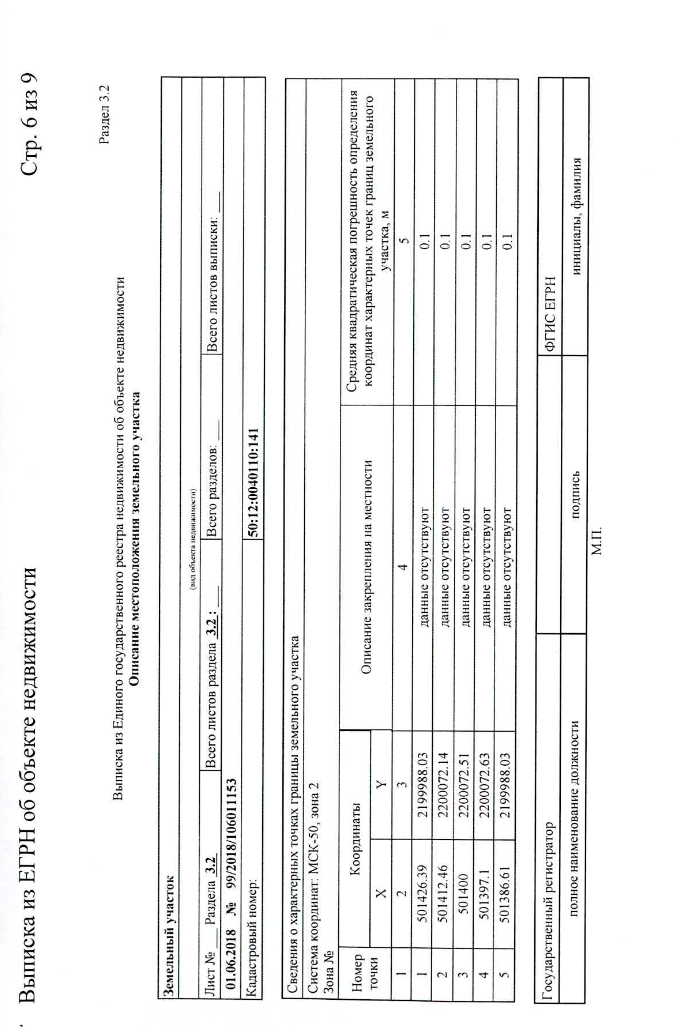 Выписка из ЕГРН об объекте недвижимости Стр. 6 из 9
Раздел 3.2
Выписка из Единого государственного реестра недвижимости об объекте недвижимости
Описание местоположения земельного участка
Земельный участок
(вид объекта недвижимости)
Лист № ___ Раздела 3.2 Всего листов раздела 3.2 : ___ Всего разделов: ___ Всего листов выписки: ___
01.06.2018 № 99/2018/106011153
Кадастровый номер: 50:12:0040110:141
Сведения о характерных точках границы земельного участка
Система координат: МСК-50, зона 2
Зона №
Номер точки Координаты Описание закрепления на местности Средняя квадратическая погрешность определения
координат характерных точек границ земельного
участка, м
X Y
1 2 3 4 5
1 501426.39 2199988.03 данные отсутствуют 0.1
2 501412.46 2200072.14 данные отсутствуют 0.1
3 501400 2200072.51 данные отсутствуют 0.1
4 501397.1 2200072.63 данные отсутствуют 0.1
5 501386.61 2199988.03 данные отсутствуют 0.1
Государственный регистратор ФГИС ЕГРН
полное наименование должности подпись инициалы, фамилия
М.П.